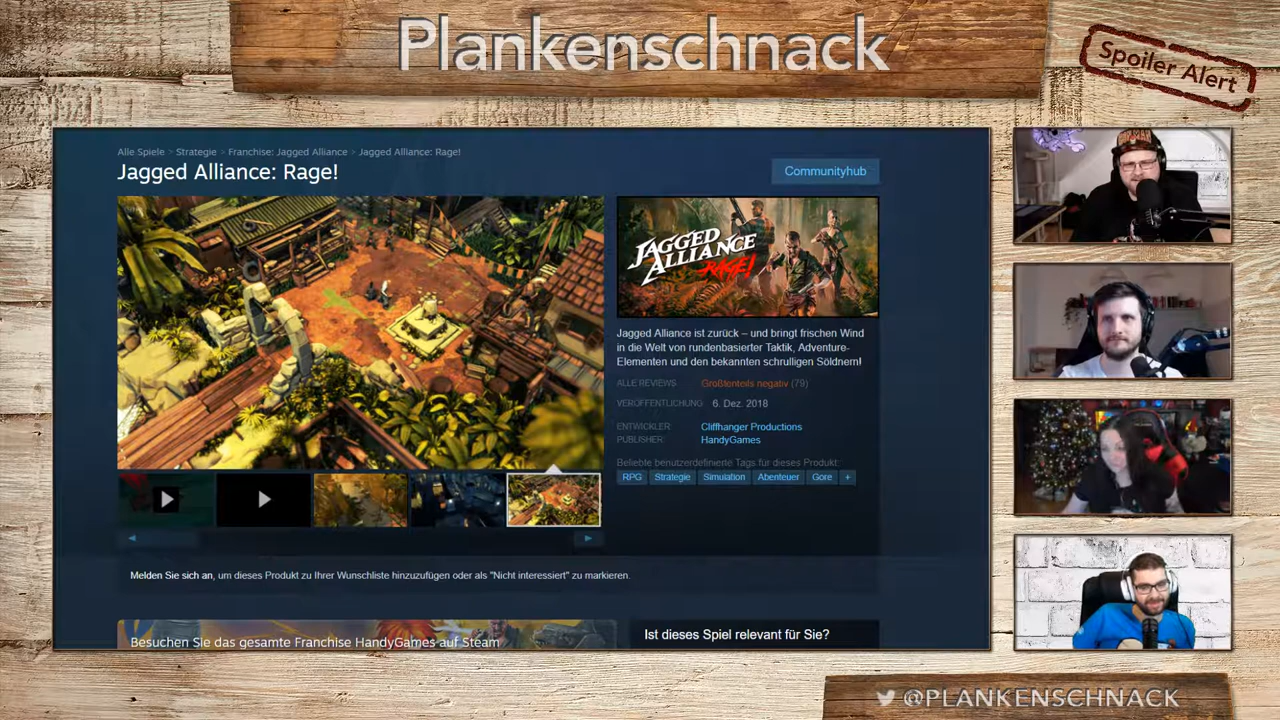 Plankenschnack
Spoiler Alert
Alle Spiele > Strategie > Franchise: Jagged Alliance > Jagged Alliance: Rage!
Jagged Alliance: Rage!
Communityhub
JAGGED
ALLIANCE
RAGE!
Jagged Alliance ist zurück – und bringt frischen Wind
in die Welt von rundenbasierter Taktik, Adventure-
Elementen und den bekannten schrulligen Söldnern!
ALLE REVIEWS Größtenteils negativ (79)
VERÖFFENTLICHUNG 6. Dez. 2018
ENTWICKLER Cliffhanger Productions
PUBLISHER: HandyGames
Beliebte benutzerdefinierte Tags für dieses Produkt:
RPG Strategie Simulation Abenteuer Gore +
Melden Sie sich an, um dieses Produkt zu Ihrer Wunschliste hinzuzufügen oder als "Nicht interessiert" zu markieren.
Besuchen Sie das gesamte Franchise HandyGames auf Steam
Ist dieses Spiel relevant für Sie?
@PLANKENSCHNACK